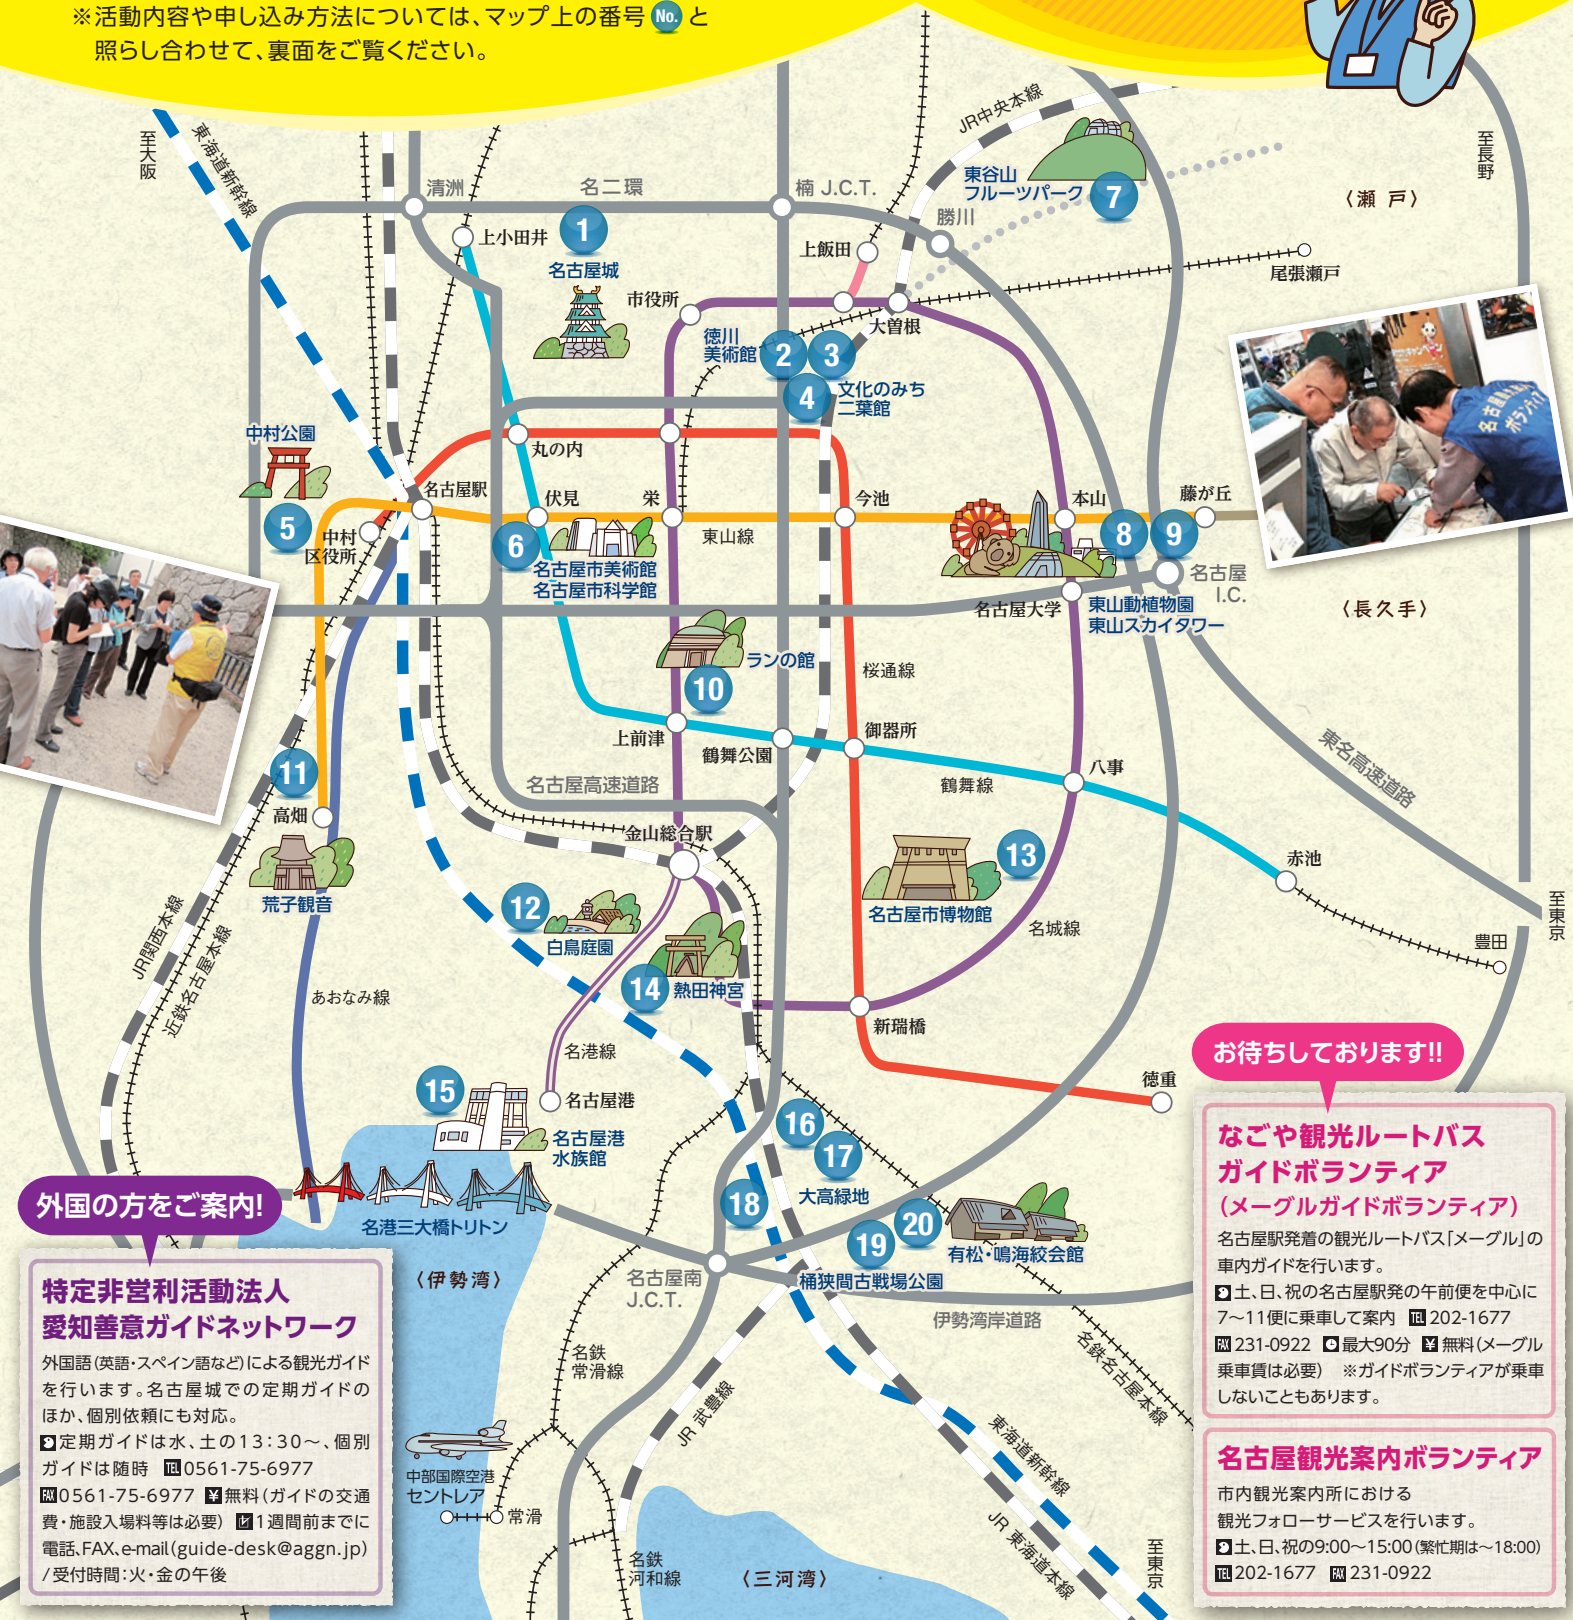 ※活動内容や申し込み方法については、マップ上の番号 No. と
照らし合わせて、裏面をご覧ください。
至大阪
東海道新幹線
清洲
名二環
楠 J.C.T.
JR中央本線
至長野
東谷山
フルーツパーク
7
〈瀬 戸〉
勝川
上小田井
1
名古屋城
上飯田
尾張瀬戸
市役所
大曽根
徳川
美術館
2
3
4
文化のみち
二葉館
中村公園
5
丸の内
名古屋駅
中村
区役所
伏見
栄
今池
本山
藤が丘
東山線
6
名古屋市美術館
名古屋市科学館
8
9
名古屋
I.C.
名古屋大学
東山動植物園
東山スカイタワー
〈長久手〉
名古屋
ボランティア
ランの館
10
桜通線
上前津
鶴舞公園
御器所
鶴舞線
八事
東名高速道路
11
高畑
荒子観音
名古屋高速道路
金山総合駅
13
名古屋市博物館
赤池
至東京
豊田
12
白鳥庭園
14
熱田神宮
名城線
新瑞橋
JR関西本線
近鉄名古屋本線
あおなみ線
名港線
15
名古屋港
名古屋港
水族館
徳重
16
17
大高緑地
18
19
20
有松・鳴海絞会館
桶狭間古戦場公園
名港三大橋トリトン
〈伊勢湾〉
名古屋南
J.C.T.
伊勢湾岸道路
名鉄
常滑線
JR 武豊線
名鉄名古屋本線
東海道新幹線
JR 東海道本線
至東京
中部国際空港
セントレア
常滑
名鉄
河和線
〈三河湾〉
外国の方をご案内!
特定非営利活動法人
愛知善意ガイドネットワーク
外国語(英語・スペイン語など)による観光ガイド
を行います。名古屋城での定期ガイドの
ほか、個別依頼にも対応。
定期ガイドは水、土の13:30〜、個別
ガイドは随時 TEL 0561-75-6977
FAX 0561-75-6977 ¥ 無料(ガイドの交通
費・施設入場料等は必要) 1週間前までに
電話、FAX、e-mail(guide-desk@aggn.jp)
/受付時間:火・金の午後
お待ちしております!!
なごや観光ルートバス
ガイドボランティア
(メーグルガイドボランティア)
名古屋駅発着の観光ルートバス「メーグル」の
車内ガイドを行います。
土、日、祝の名古屋駅発の午前便を中心に
7〜11便に乗車して案内 TEL 202-1677
FAX 231-0922 最大90分 ¥ 無料(メーグル
乗車賃は必要) ※ガイドボランティアが乗車
しないこともあります。
名古屋観光案内ボランティア
市内観光案内所における
観光フォローサービスを行います。
土、日、祝の9:00〜15:00(繁忙期は〜18:00)
TEL 202-1677 FAX 231-0922